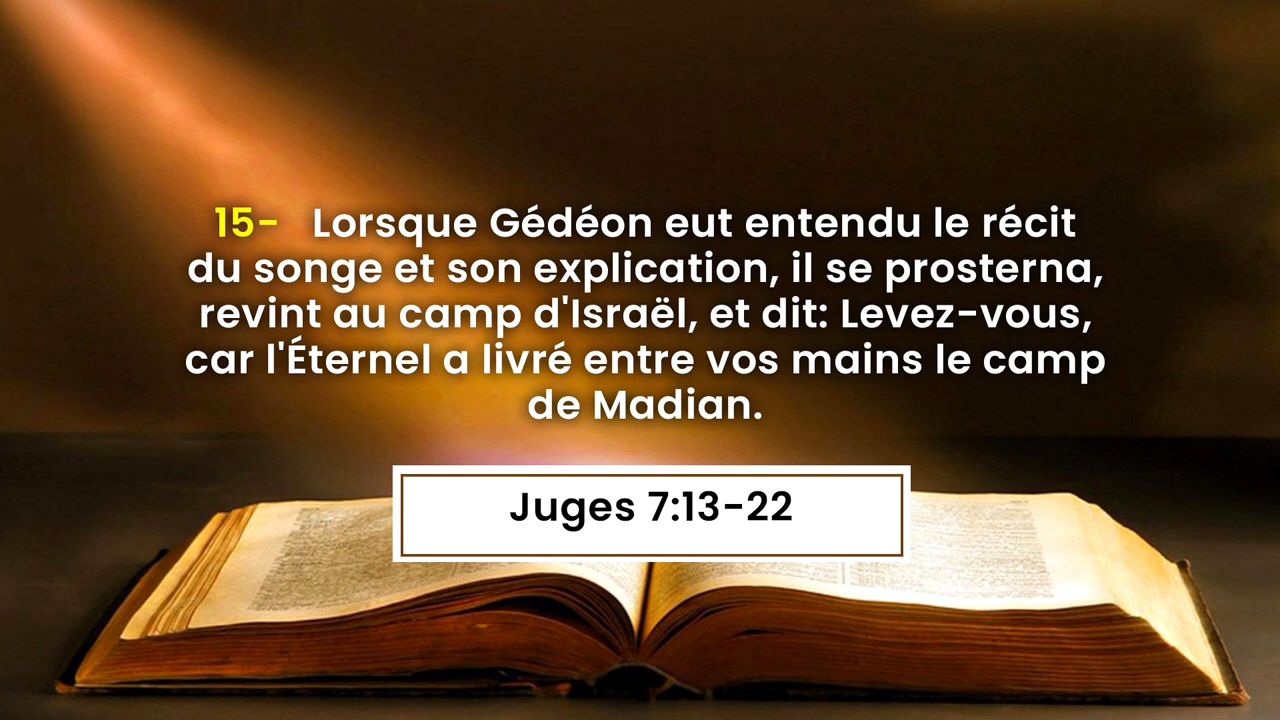 15- Lorsque Gédéon eut entendu le récit
du songe et son explication, il se prosterna,
revint au camp d'Israël, et dit: Levez-vous,
car l'Éternel a livré entre vos mains le camp
de Madian.
Juges 7:13-22